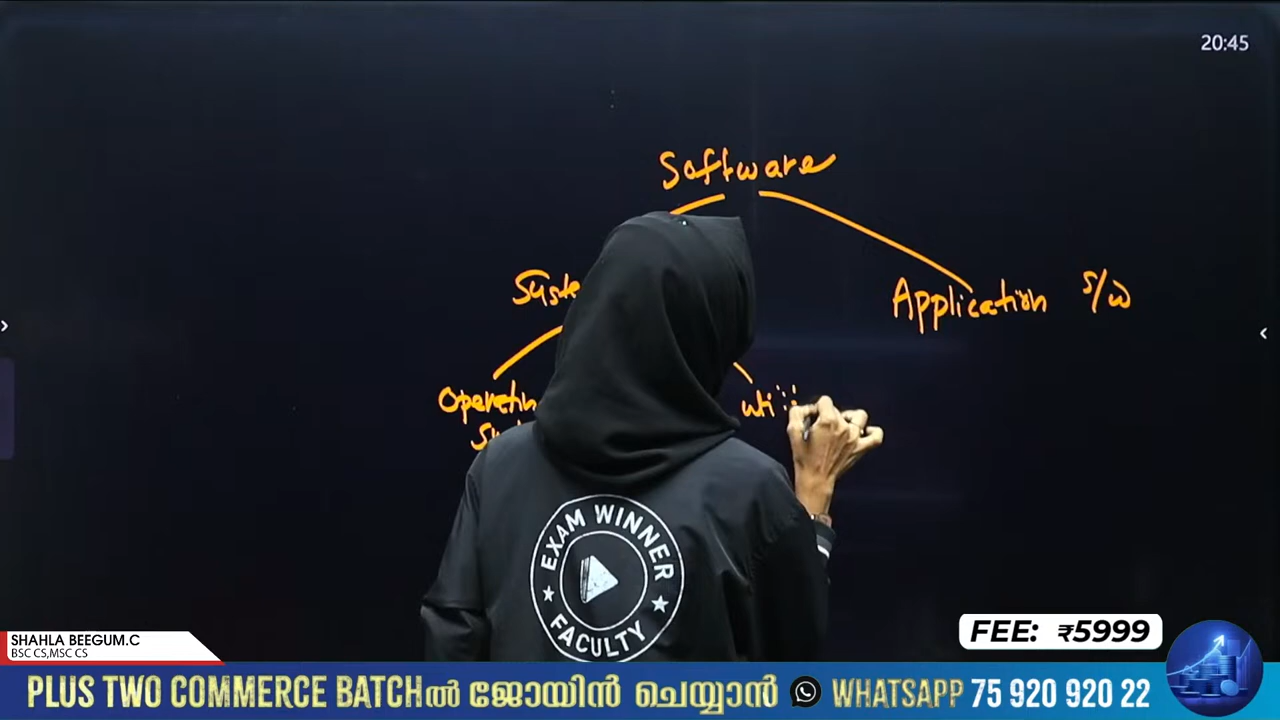 20:45
Software
Syste
Application s/w
Operatin
uti
EXAM WINNER
FACULTY
FEE: ₹5999
SHAHLA BEEGUM.C
BSC CS,MSC CS
PLUS TWO COMMERCE BATCHൽ ജോയിൻ ചെയ്യാൻ WHATSAPP 75 920 920 22